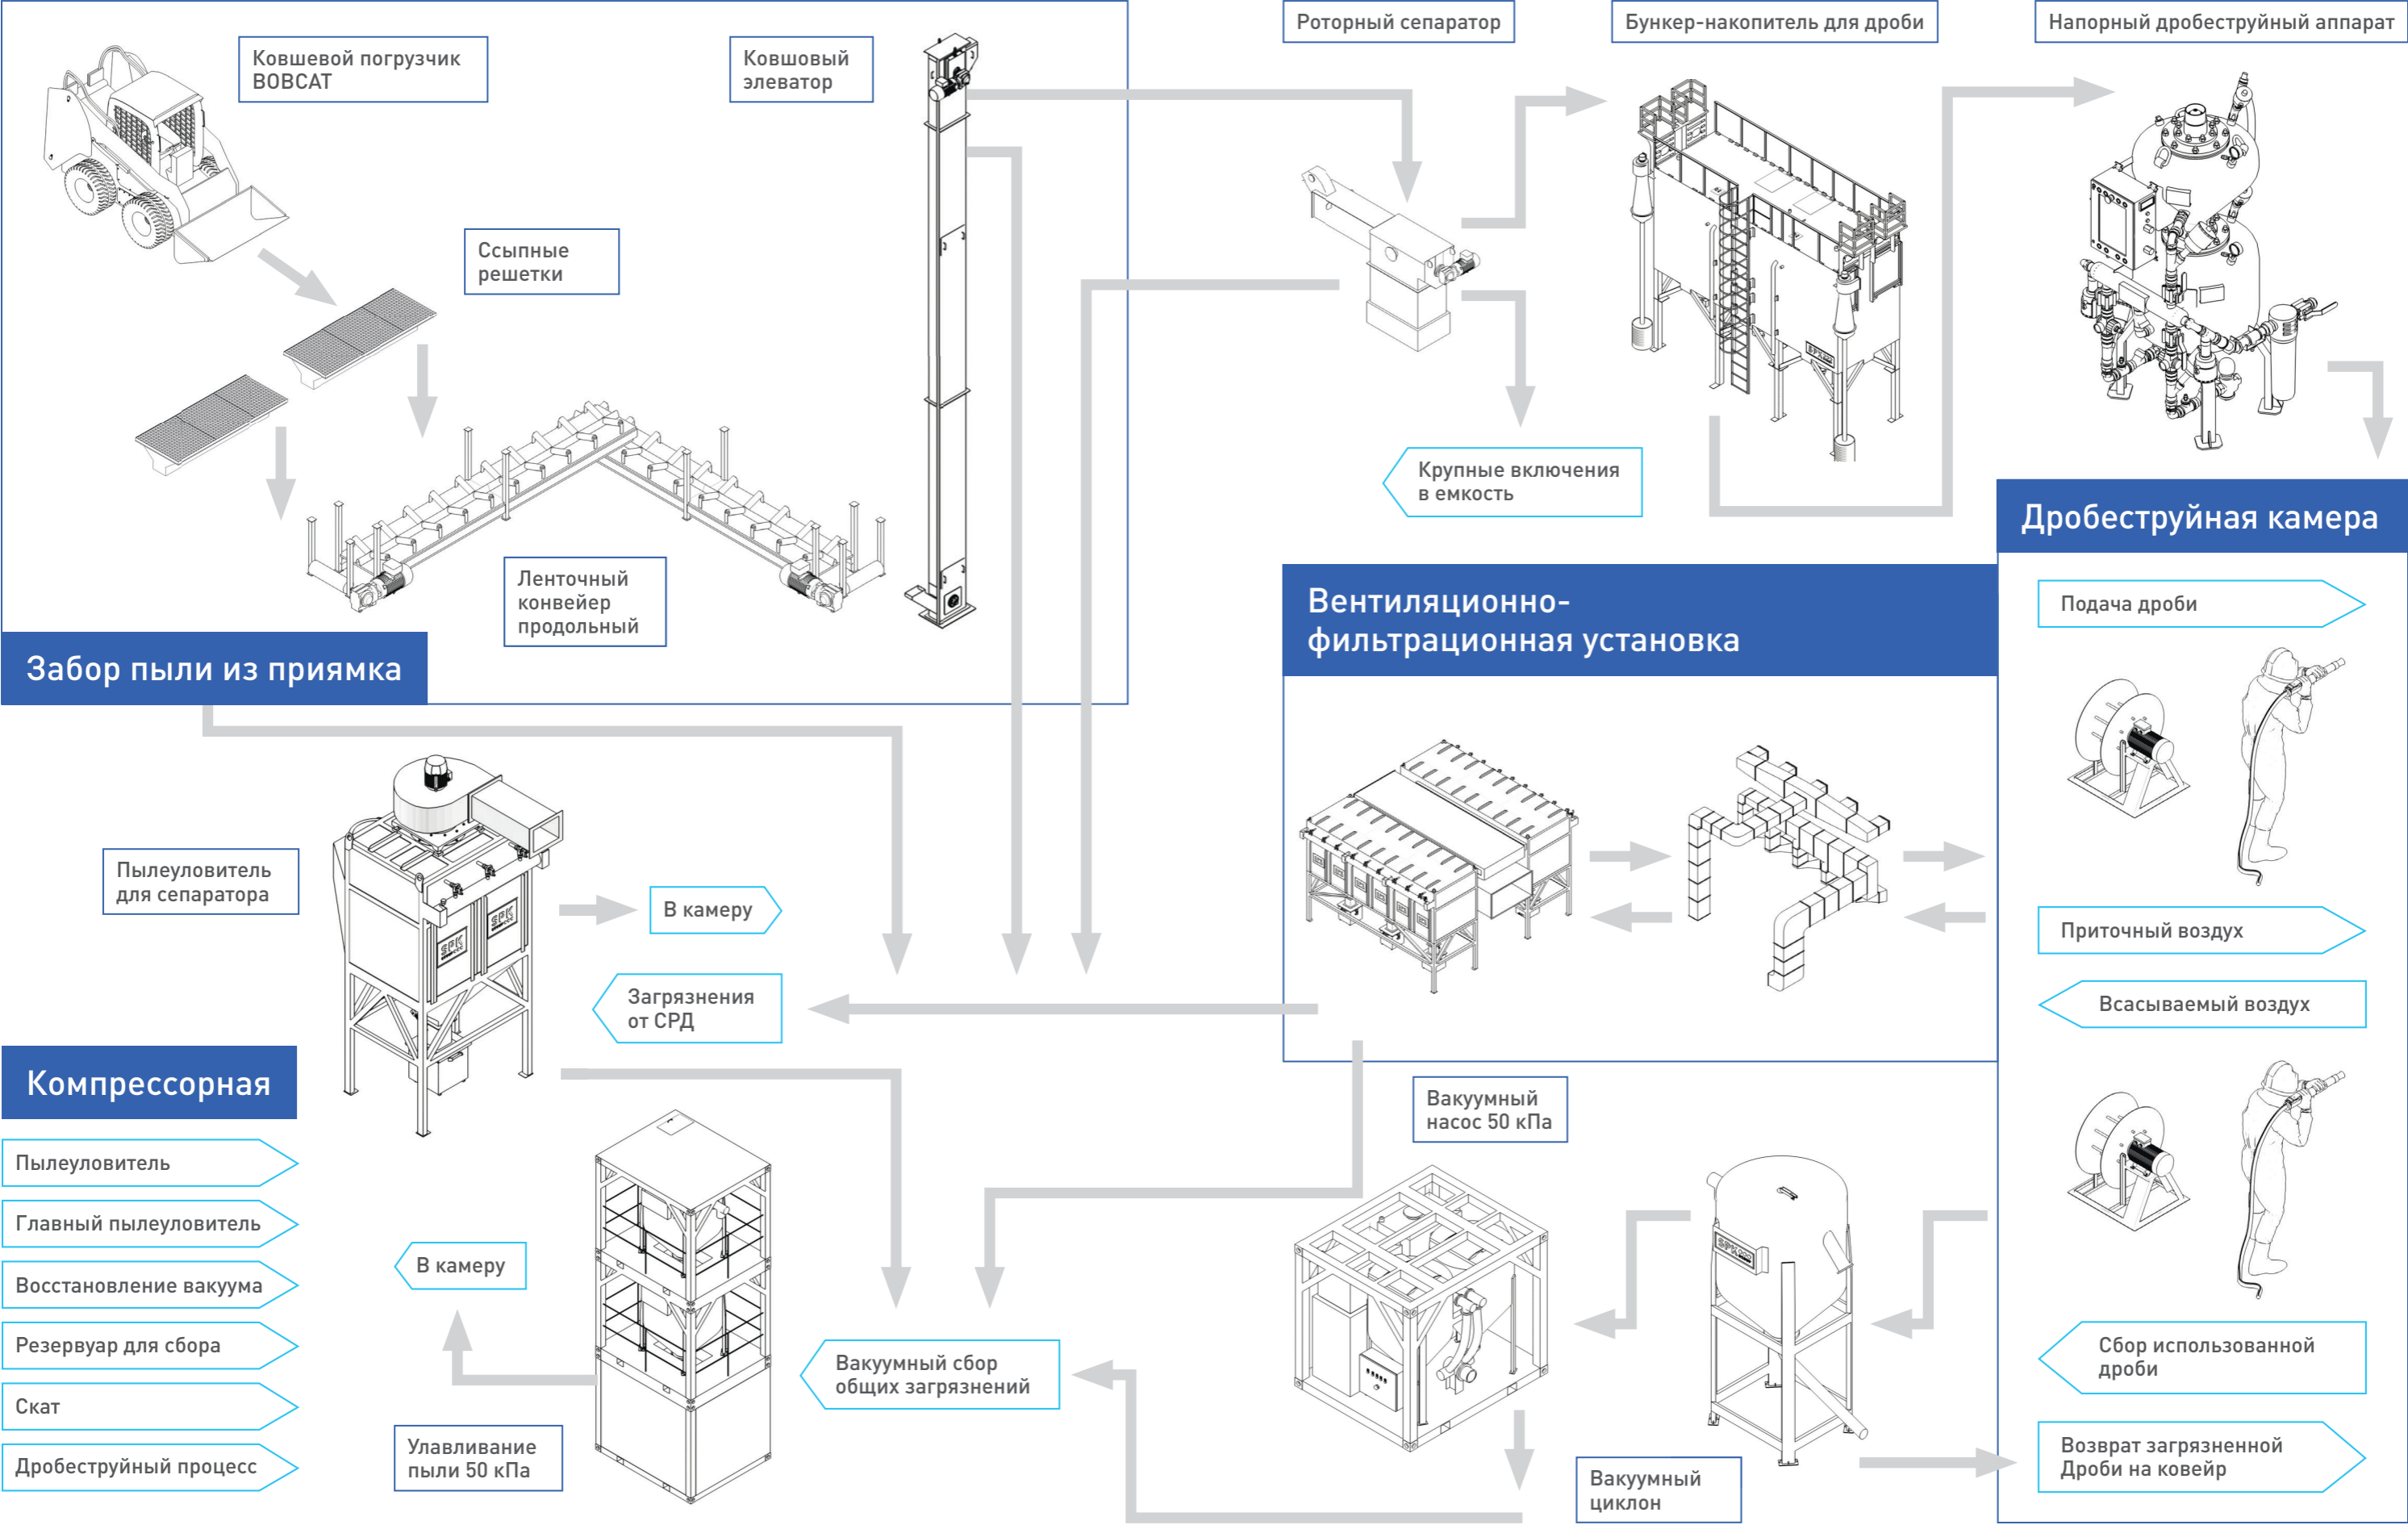 Ковшевой погрузчик
BOBCAT
Ковшовый
элеватор
Роторный сепаратор
Бункер-накопитель для дроби
Напорный дробеструйный аппарат
Ссыпные
решетки
Крупные включения
в емкость
Дробеструйная камера
Ленточный
конвейер
продольный
Забор пыли из приямка
Вентиляционно-
фильтрационная установка
Подача дроби
Пылеуловитель
для сепаратора
SPK
SPK
SPK
В камеру
Приточный воздух
Загрязнения
от СРД
Всасываемый воздух
Компрессорная
Вакуумный
насос 50 кПа
Пылеуловитель
Главный пылеуловитель
Восстановление вакуума
Резервуар для сбора
Скат
Дробеструйный процесс
В камеру
SPK
Вакуумный сбор
общих загрязнений
Сбор использованной
дроби
Улавливание
пыли 50 кПа
Вакуумный
циклон
Возврат загрязненной
Дроби на ковейр